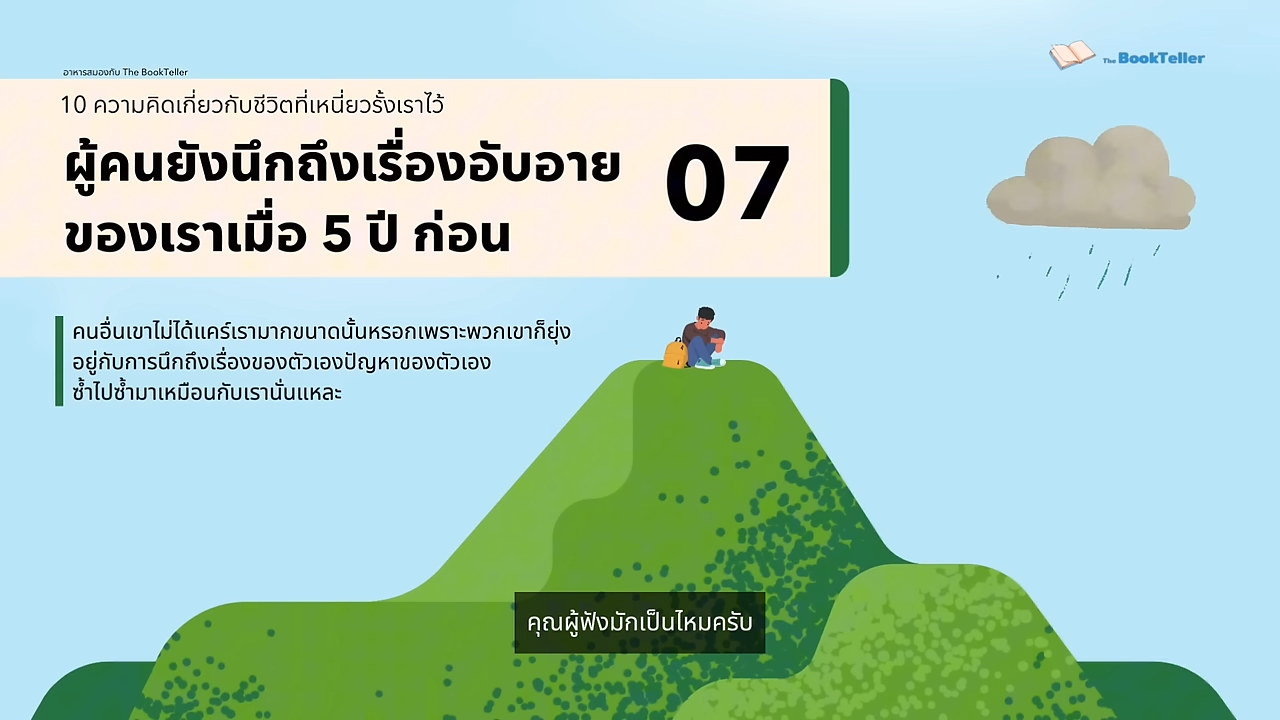 อาหารสมองกับ The BookTeller
The BookTeller
10 ความคิดเกี่ยวกับชีวิตที่เหนี่ยวรั้งเราไว้
ผู้คนยังนึกถึงเรื่องอับอาย
ของเราเมื่อ 5 ปี ก่อน
07
คนอื่นเขาไม่ได้แคร์เรามากขนาดนั้นหรอกเพราะพวกเขาก็ยุ่ง
อยู่กับการนึกถึงเรื่องของตัวเองปัญหาของตัวเอง
ซ้ำไปซ้ำมาเหมือนกับเรานั่นแหละ
คุณผู้ฟังมักเป็นไหมครับ